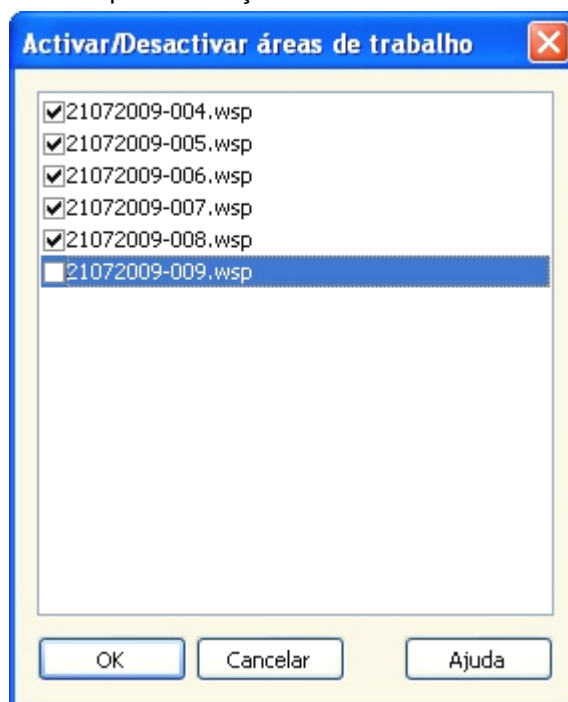 Activar/Desactivar áreas de trabalho
21072009-004.wsp
21072009-005.wsp
21072009-006.wsp
21072009-007.wsp
21072009-008.wsp
21072009-009.wsp
OK Cancelar Ajuda